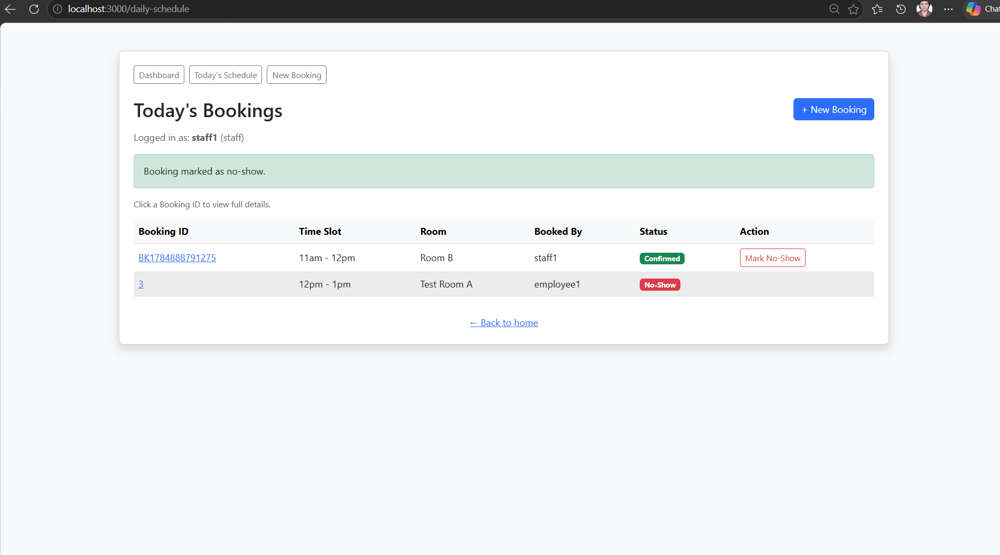 localhost:3000/daily-schedule
Chat
Dashboard Today's Schedule New Booking
Today's Bookings
+ New Booking
Logged in as: staff1 (staff)
Booking marked as no-show.
Click a Booking ID to view full details.
Booking ID Time Slot Room Booked By Status Action
BK1784888791275 11am - 12pm Room B staff1 Confirmed Mark No-Show
3 12pm - 1pm Test Room A employee1 No-Show
← Back to home